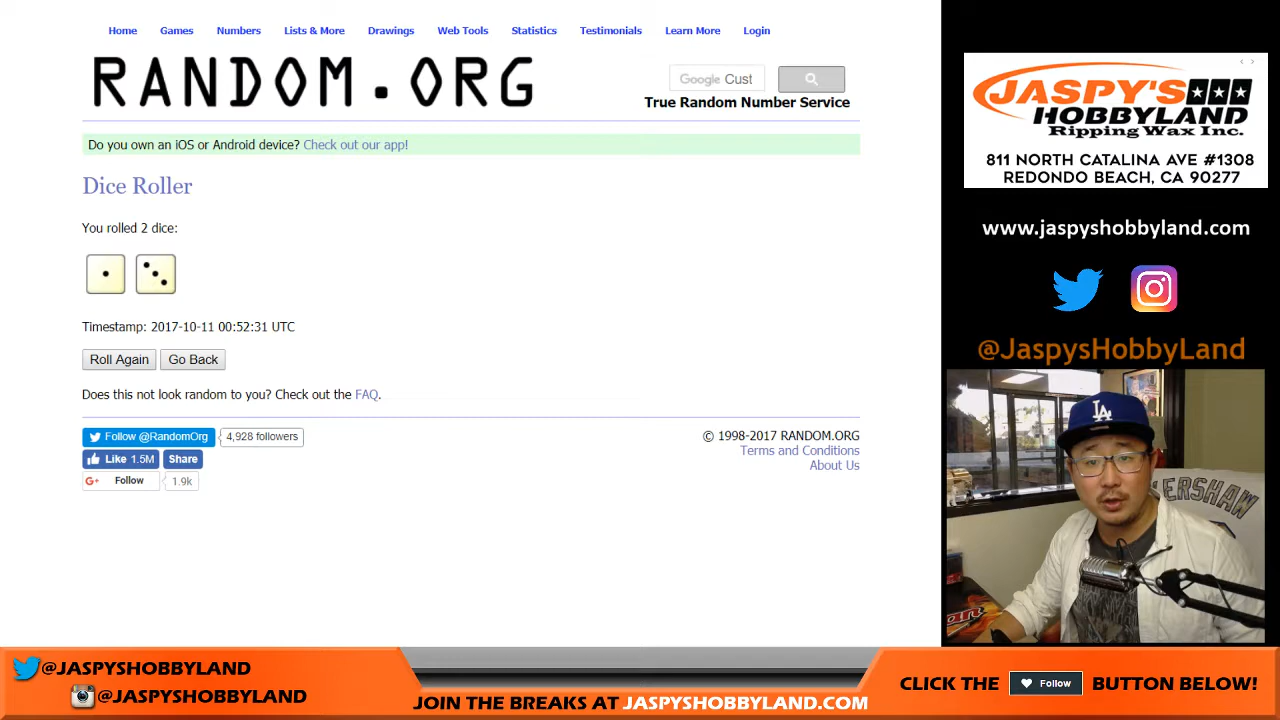 Home Games Numbers Lists & More Drawings Web Tools Statistics Testimonials Learn More Login
RANDOM.ORG
Google Cust
True Random Number Service
Do you own an iOS or Android device? Check out our app!
Dice Roller
You rolled 2 dice:
Timestamp: 2017-10-11 00:52:31 UTC
Roll Again Go Back
Does this not look random to you? Check out the FAQ.
Follow @RandomOrg 4,928 followers
Like 1.5M Share
G+ Follow 1.9k
© 1998-2017 RANDOM.ORG
Terms and Conditions
About Us
JASPY'S
HOBBYLAND
Ripping Wax Inc.
811 NORTH CATALINA AVE #1308
REDONDO BEACH, CA 90277
www.jaspyshobbyland.com
@JaspysHobbyLand
LA
ERSHAW
@JASPYSHOBBYLAND
@JASPYSHOBBYLAND
JOIN THE BREAKS AT JASPYSHOBBYLAND.COM
CLICK THE Follow BUTTON BELOW!